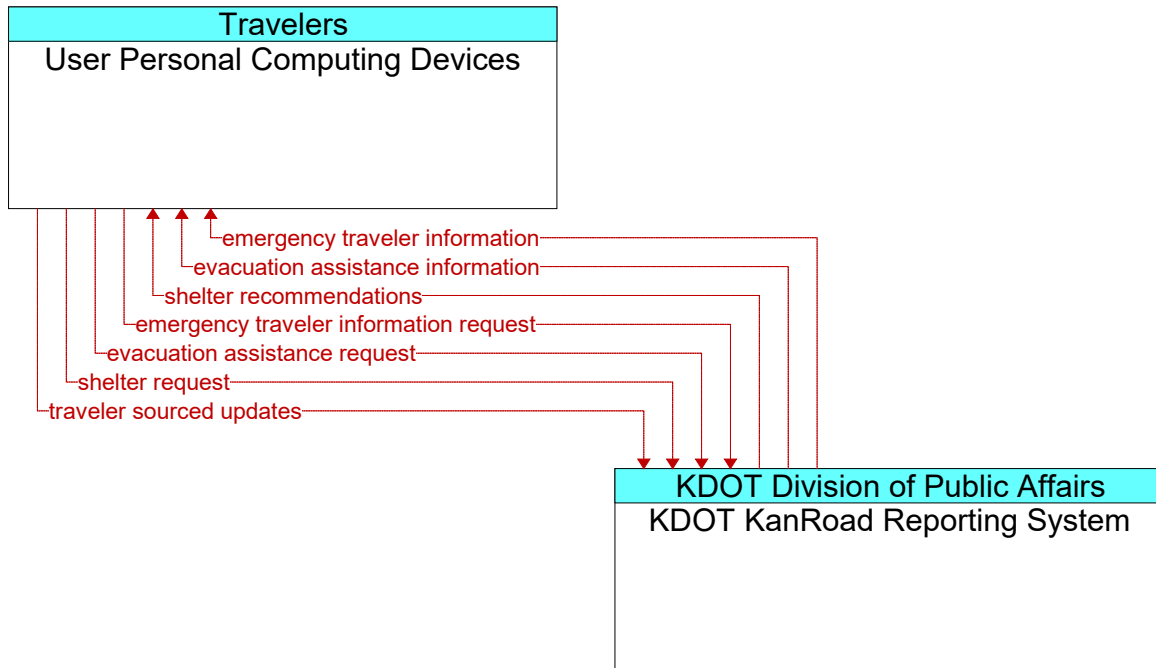 Travelers
User Personal Computing Devices
emergency traveler information
evacuation assistance information
shelter recommendations
emergency traveler information request
evacuation assistance request
shelter request
traveler sourced updates
KDOT Division of Public Affairs
KDOT KanRoad Reporting System